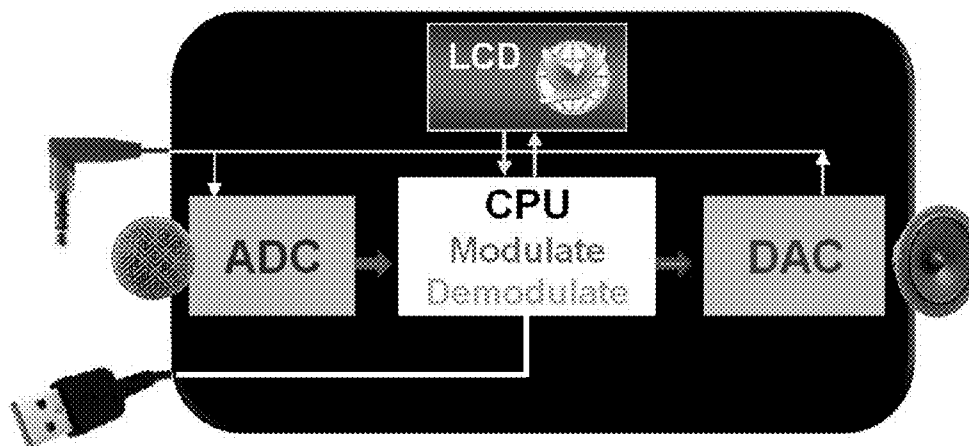 LCD
CPU
Modulate
Demodulate
ADC
DAC